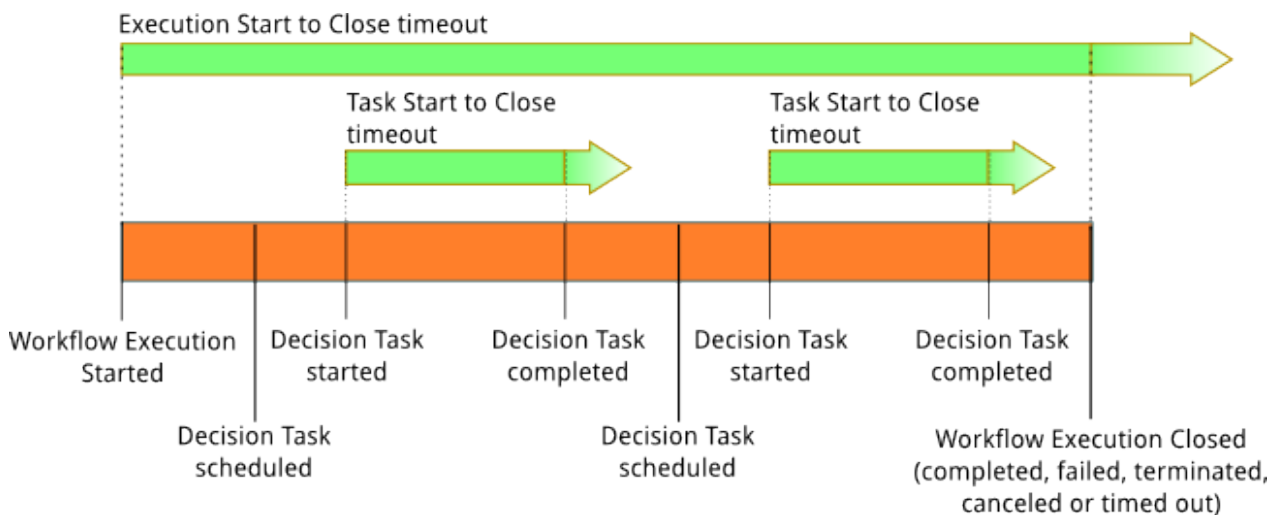 Execution Start to Close timeout
Task Start to Close
timeout
Task Start to Close
timeout
Workflow Execution
Started
Decision Task
scheduled
Decision Task
started
Decision Task
completed
Decision Task
scheduled
Decision Task
started
Decision Task
completed
Workflow Execution Closed
(completed, failed, terminated,
canceled or timed out)